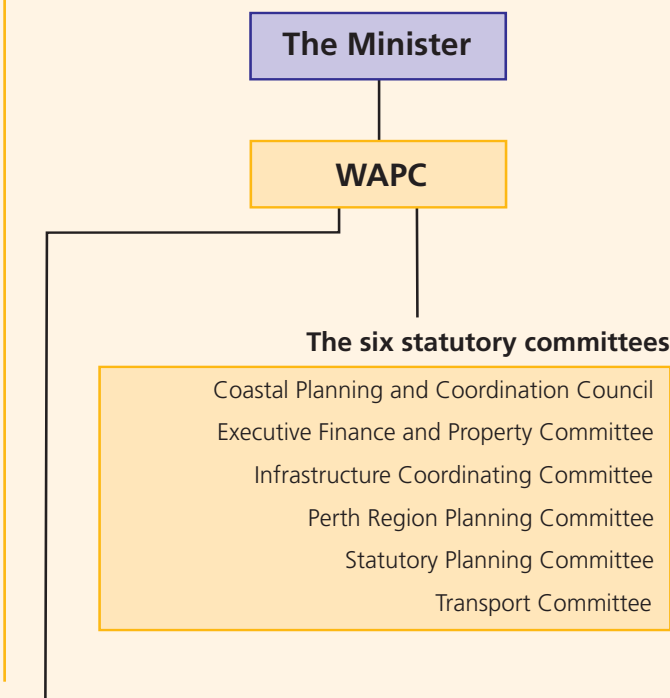 The Minister
WAPC
The six statutory committees
Coastal Planning and Coordination Council
Executive Finance and Property Committee
Infrastructure Coordinating Committee
Perth Region Planning Committee
Statutory Planning Committee
Transport Committee